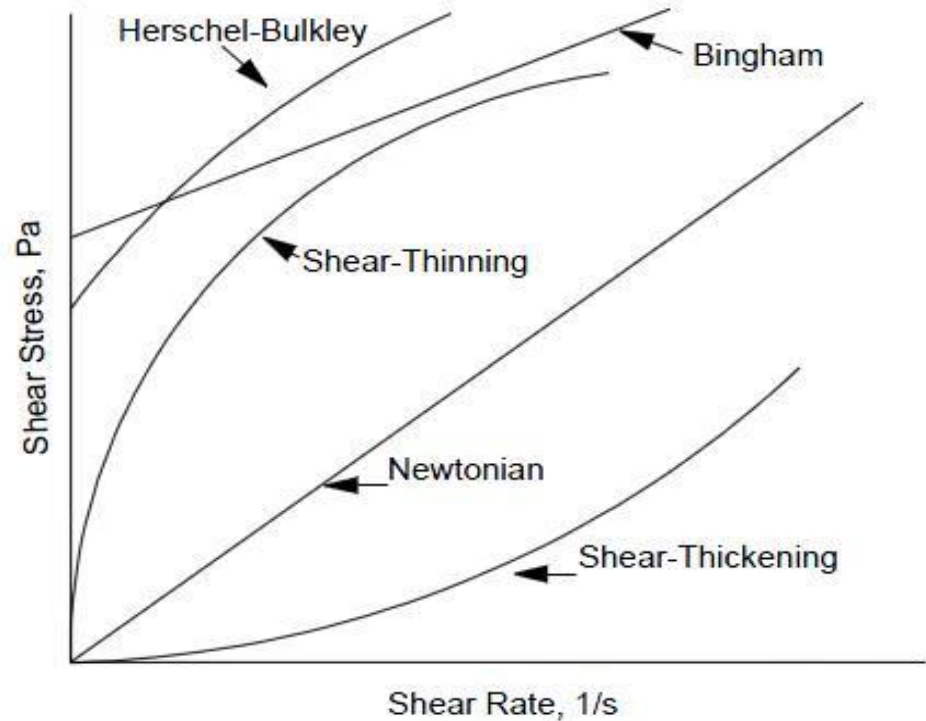 Herschel-Bulkley
Bingham
Shear-Thinning
Shear Stress, Pa
Newtonian
Shear-Thickening
Shear Rate, 1/s